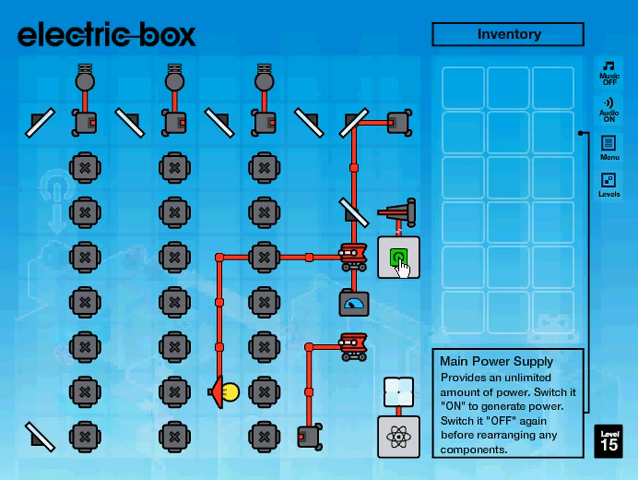 electric box
Inventory
Music
OFF
Audio
ON
Menu
Levels
Main Power Supply
Provides an unlimited
amount of power. Switch it
"ON" to generate power.
Switch it "OFF" again
before rearranging any
components.
Level
15